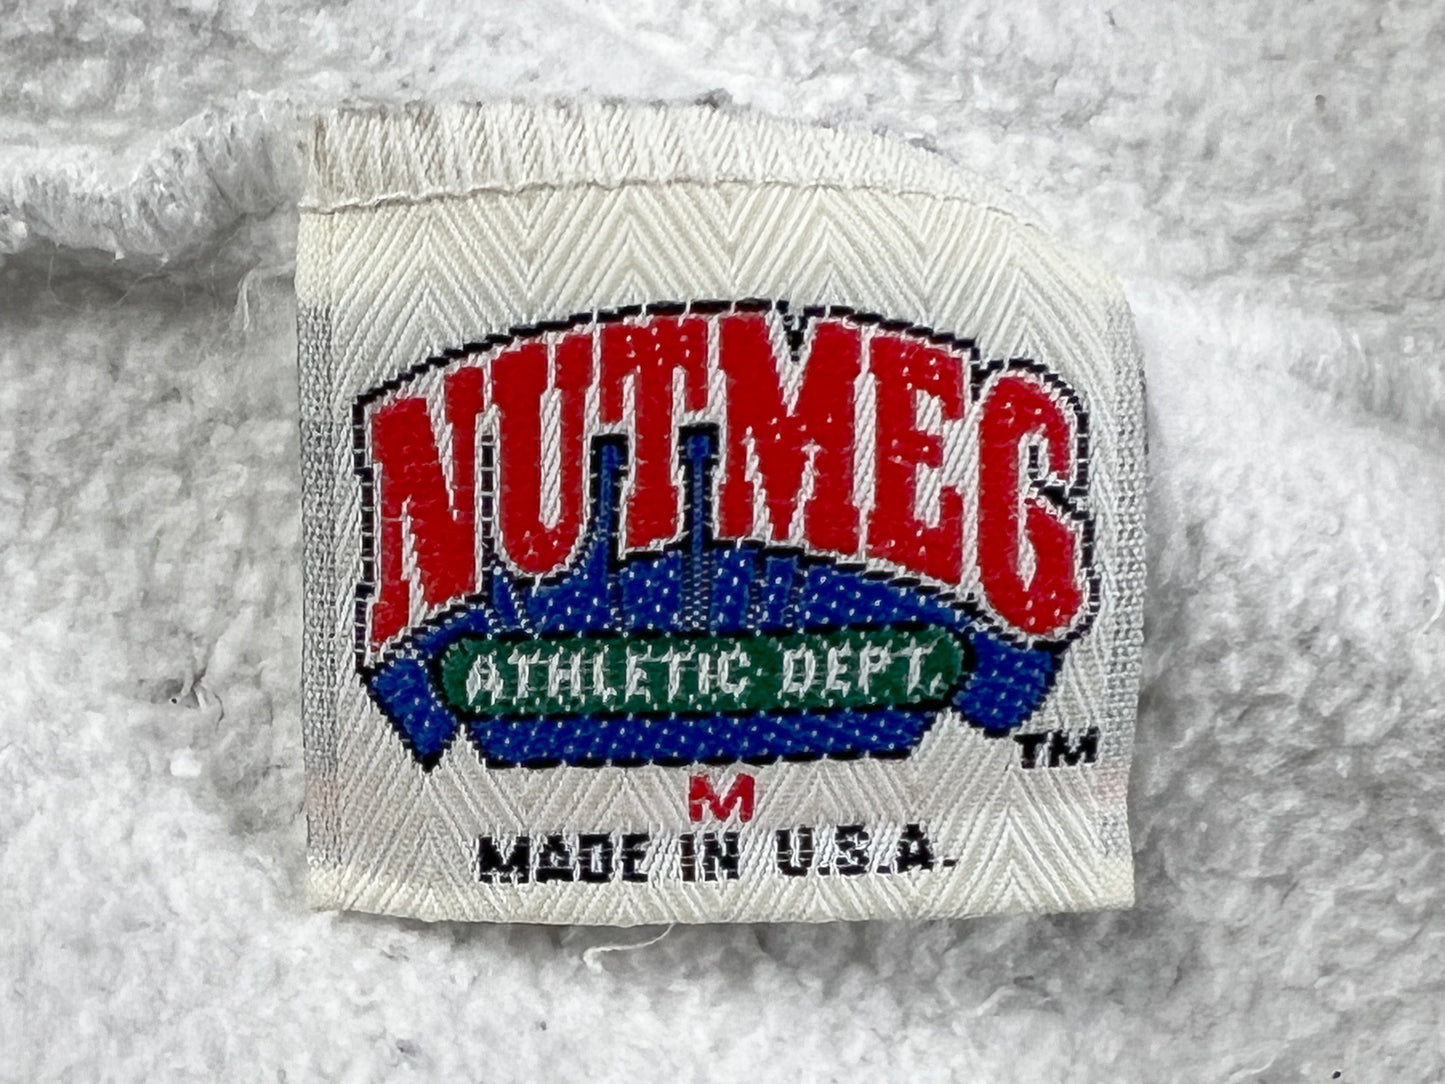 NUTMEG
ATHLETIC DEPT.
TM
M
MADE IN U.S.A.